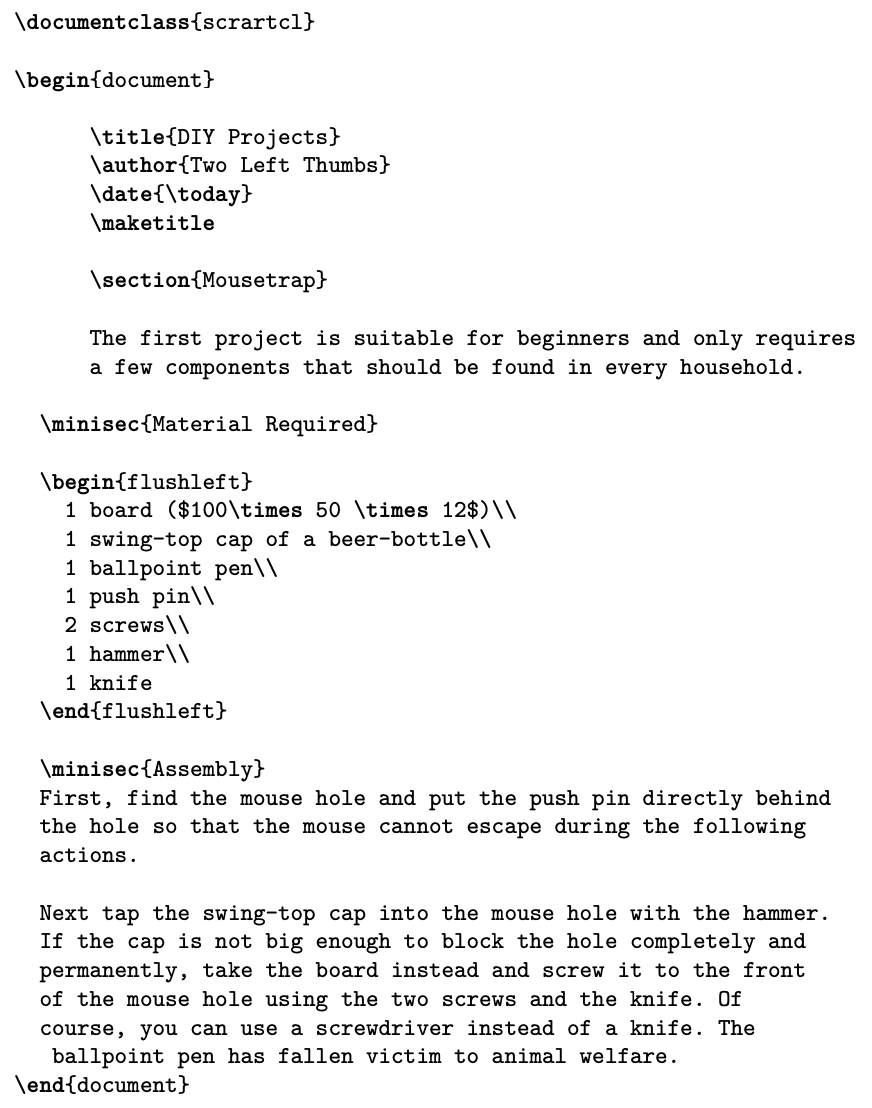 \documentclass{scrartcl}
\begin{document}
\title{DIY Projects}
\author{Two Left Thumbs}
\date{\today}
\maketitle
\section{Mousetrap}
The first project is suitable for beginners and only requires
a few components that should be found in every household.
\minisec{Material Required}
\begin{flushleft}
1 board ($100\times 50 \times 12$)\\
1 swing-top cap of a beer-bottle\\
1 ballpoint pen\\
1 push pin\\
2 screws\\
1 hammer\\
1 knife
\end{flushleft}
\minisec{Assembly}
First, find the mouse hole and put the push pin directly behind
the hole so that the mouse cannot escape during the following
actions.
Next tap the swing-top cap into the mouse hole with the hammer.
If the cap is not big enough to block the hole completely and
permanently, take the board instead and screw it to the front
of the mouse hole using the two screws and the knife. Of
course, you can use a screwdriver instead of a knife. The
ballpoint pen has fallen victim to animal welfare.
\end{document}